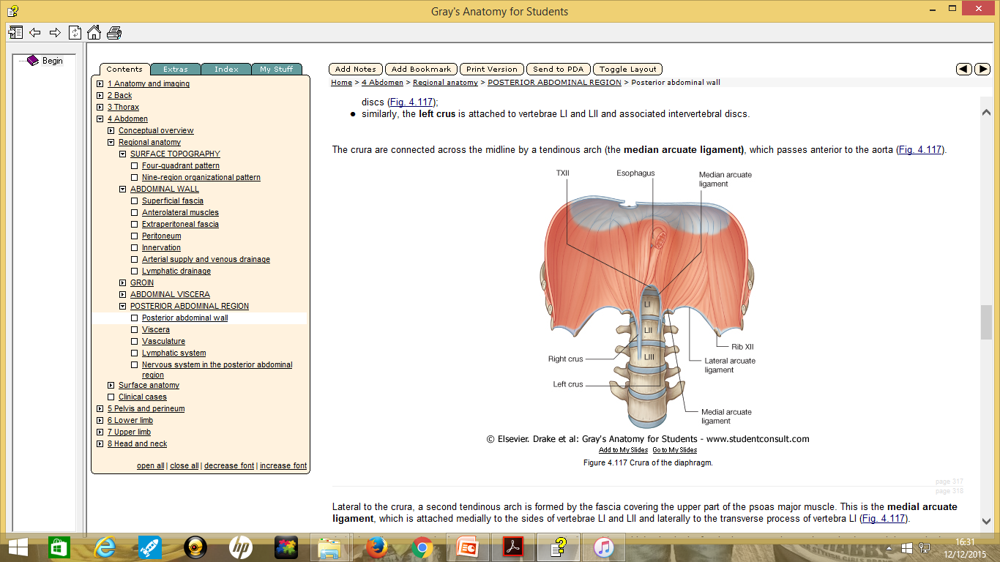 Gray's Anatomy for Students
Begin
Contents Extras Index My Stuff
1 Anatomy and imaging
2 Back
3 Thorax
4 Abdomen
Conceptual overview
Regional anatomy
SURFACE TOPOGRAPHY
Four-quadrant pattern
Nine-region organizational pattern
ABDOMINAL WALL
Superficial fascia
Anterolateral muscles
Extraperitoneal fascia
Peritoneum
Innervation
Arterial supply and venous drainage
Lymphatic drainage
GROIN
ABDOMINAL VISCERA
POSTERIOR ABDOMINAL REGION
Posterior abdominal wall
Viscera
Vasculature
Lymphatic system
Nervous system in the posterior abdominal
region
Surface anatomy
Clinical cases
5 Pelvis and perineum
6 Lower limb
7 Upper limb
8 Head and neck
open all | close all | decrease font | increase font
Add Notes Add Bookmark Print Version Send to PDA Toggle Layout
Home > 4 Abdomen > Regional anatomy > POSTERIOR ABDOMINAL REGION > Posterior abdominal wall
discs (Fig. 4.117);
● similarly, the left crus is attached to vertebrae LI and LII and associated intervertebral discs.
The crura are connected across the midline by a tendinous arch (the median arcuate ligament), which passes anterior to the aorta (Fig. 4.117).
TXII
Esophagus
Median arcuate
ligament
LI
LII
LIII
Right crus
Left crus
Rib XII
Lateral arcuate
ligament
Medial arcuate
ligament
© Elsevier. Drake et al: Gray's Anatomy for Students - www.studentconsult.com
Add to My Slides Go to My Slides
Figure 4.117 Crura of the diaphragm.
page 317
page 318
Lateral to the crura, a second tendinous arch is formed by the fascia covering the upper part of the psoas major muscle. This is the medial arcuate
ligament, which is attached medially to the sides of vertebrae LI and LII and laterally to the transverse process of vertebra LI (Fig. 4.117).
hp
16:31
12/12/2015